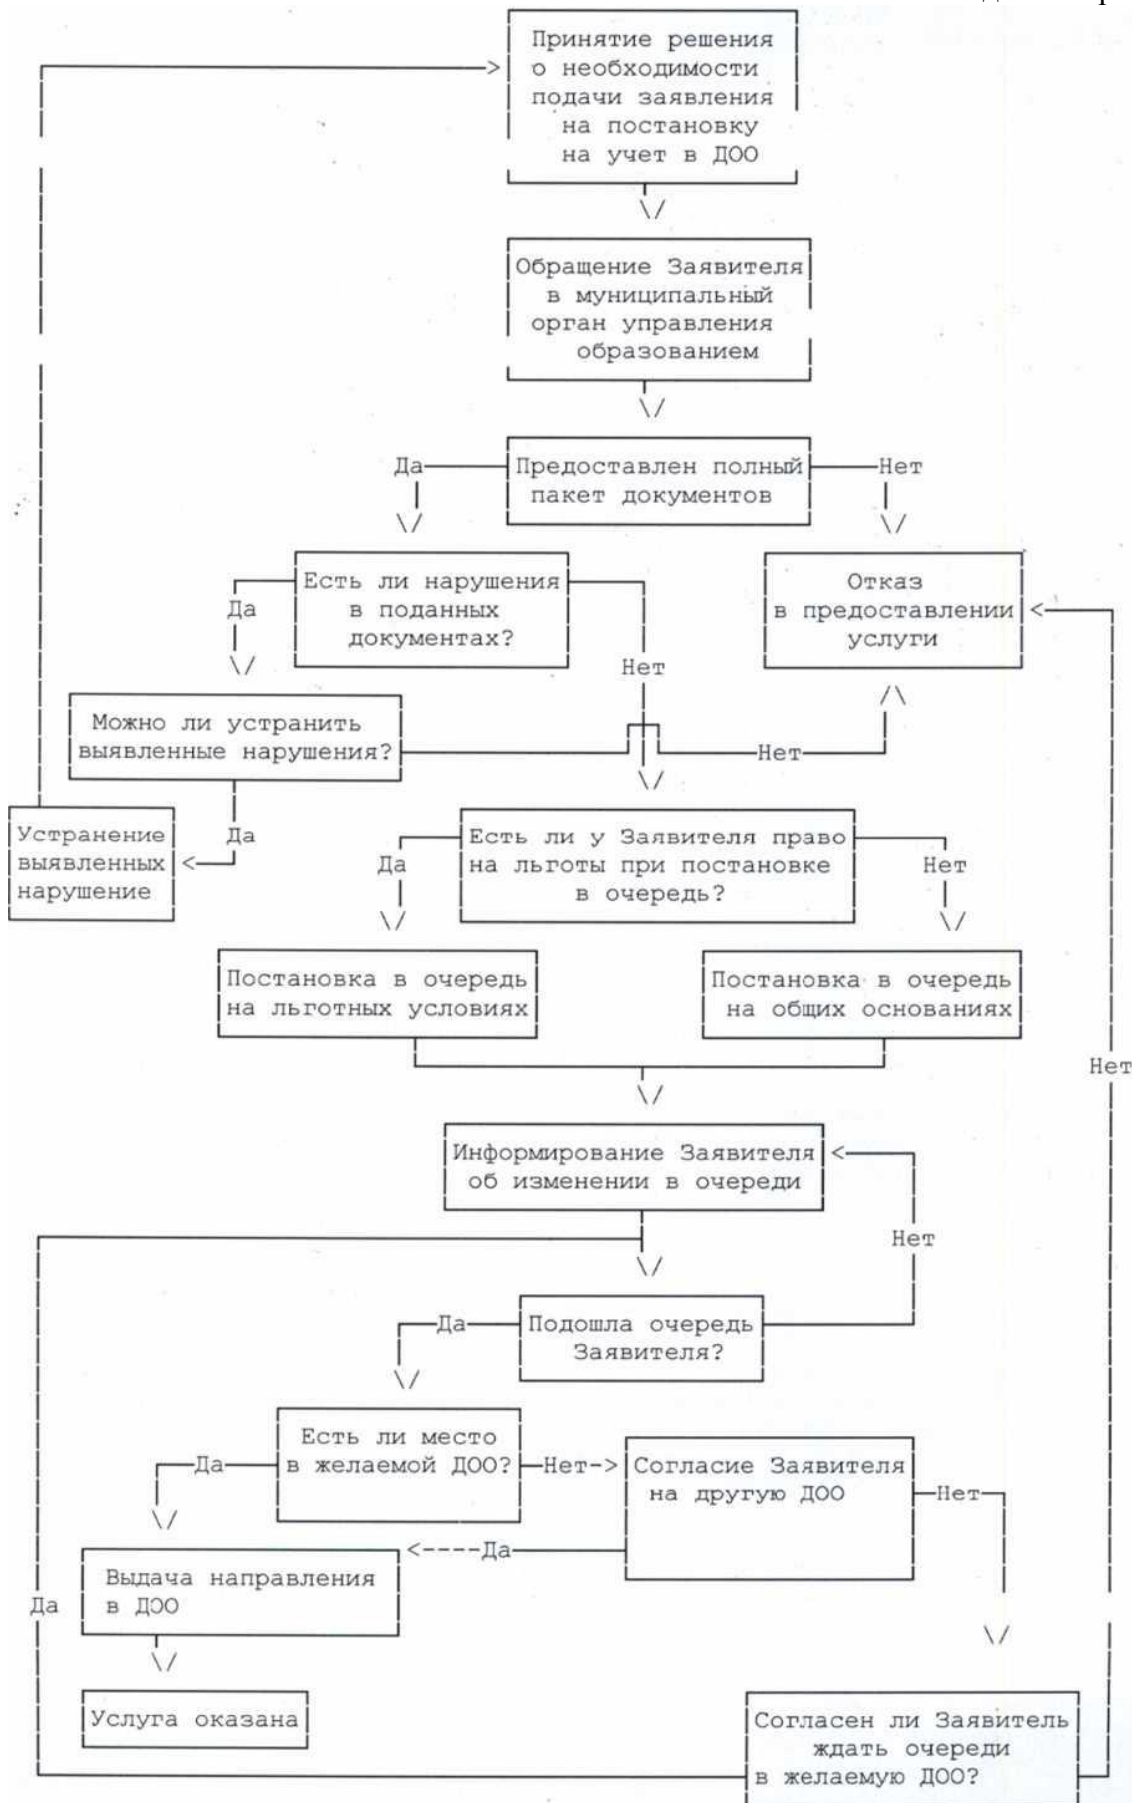 Принятие решения
о необходимости
подачи заявления
на постановку
на учет в ДОО
Обращение Заявителя
в муниципальный
орган управления
образованием
Да
Предоставлен полный
пакет документов
Нет
Есть ли нарушения
в поданных
документах?
Да
Нет
Отказ
в предоставлении
услуги
Можно ли устранить
выявленные нарушения?
Нет
Да
Устранение
выявленных
нарушение
Есть ли у Заявителя право
на льготы при постановке
в очередь?
Да
Нет
Постановка в очередь
на льготных условиях
Постановка в очередь
на общих основаниях
Нет
Информирование Заявителя
об изменении в очереди
Нет
Да
Подошла очередь
Заявителя?
Есть ли место
в желаемой ДОО?
Да
Нет
Согласие Заявителя
на другую ДОО
Нет
Да
Выдача направления
в ДОО
Да
Услуга оказана
Согласен ли Заявитель
ждать очереди
в желаемую ДОО?